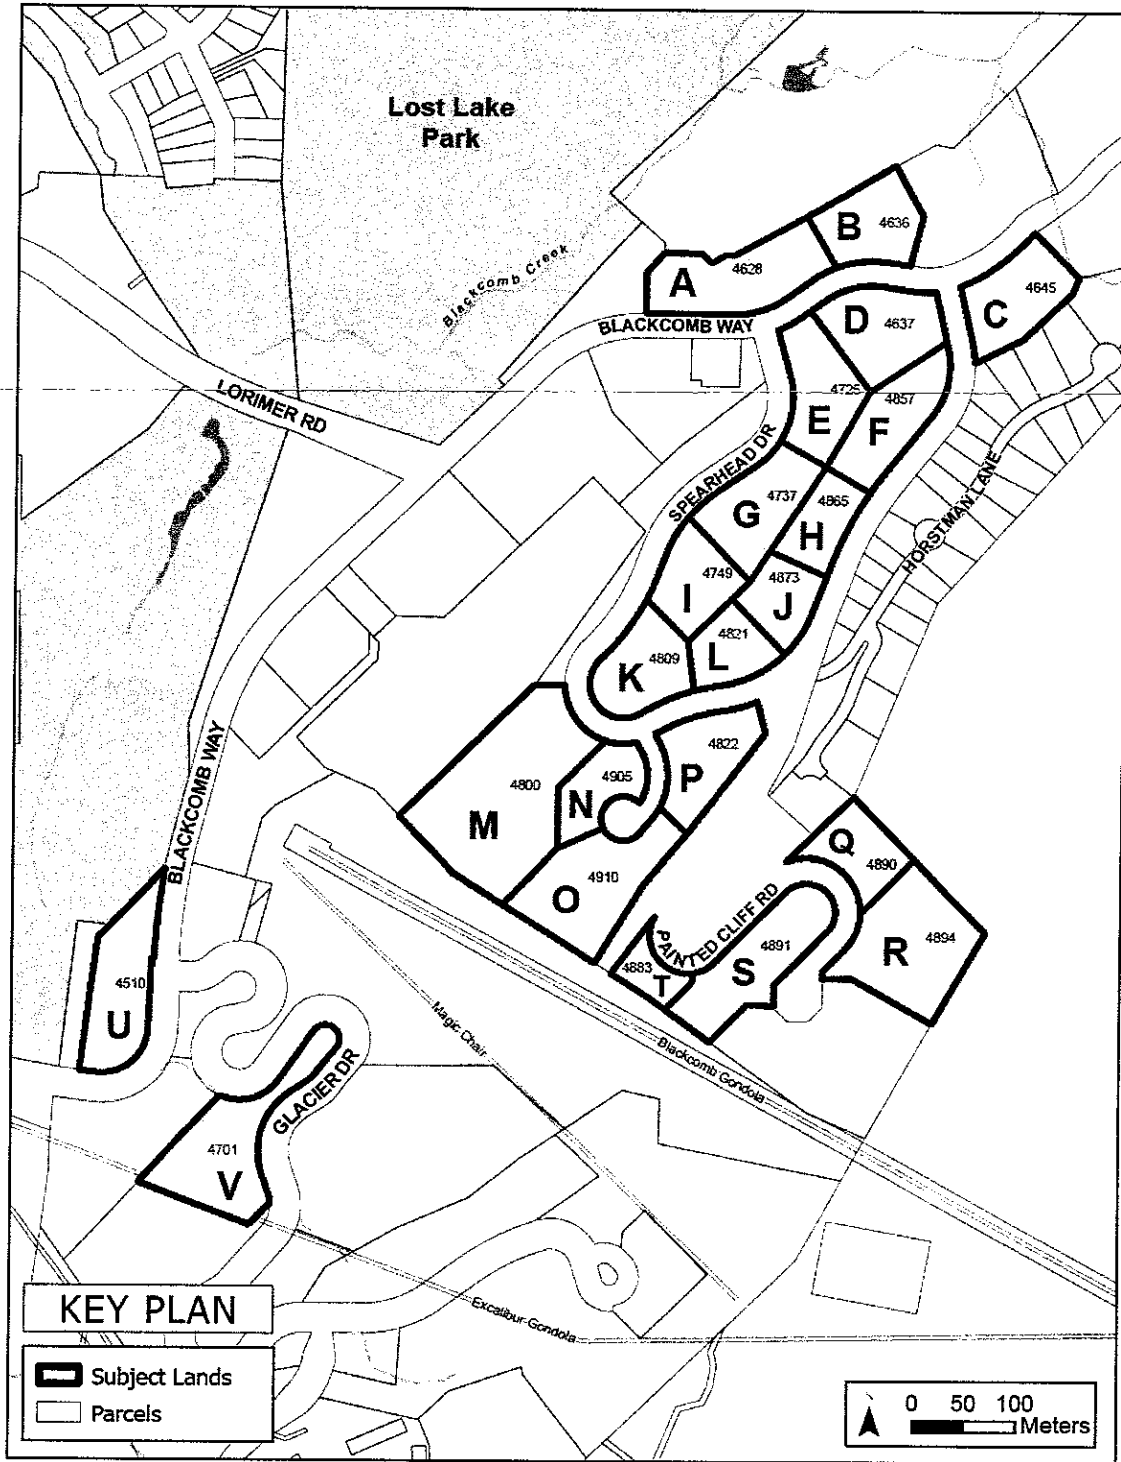 Lost Lake
Park
B
4636
A
4628
Blackcomb Creek
C
4645
BLACKCOMB WAY
D
4637
LORIMER RD
4725
4857
E
F
SPEARHEAD DR
G
4737
4865
H
HORSTMAN LANE
4749
4873
I
J
4821
4809
L
K
4822
4905
4800
P
N
M
BLACKCOMB WAY
Q
4890
4910
O
PAINTED CLIFF RD
4894
R
4891
4883
S
T
4510
U
Magic Chair
Blackcomb Gondola
GLACIER DR
4701
V
KEY PLAN
Excalibur Gondola
Subject Lands
Parcels
0 50 100
Meters